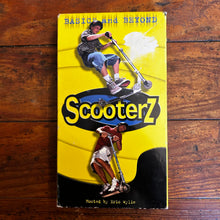 BASICS and BEYOND
ScooterZ
Hosted by Eric Wylie